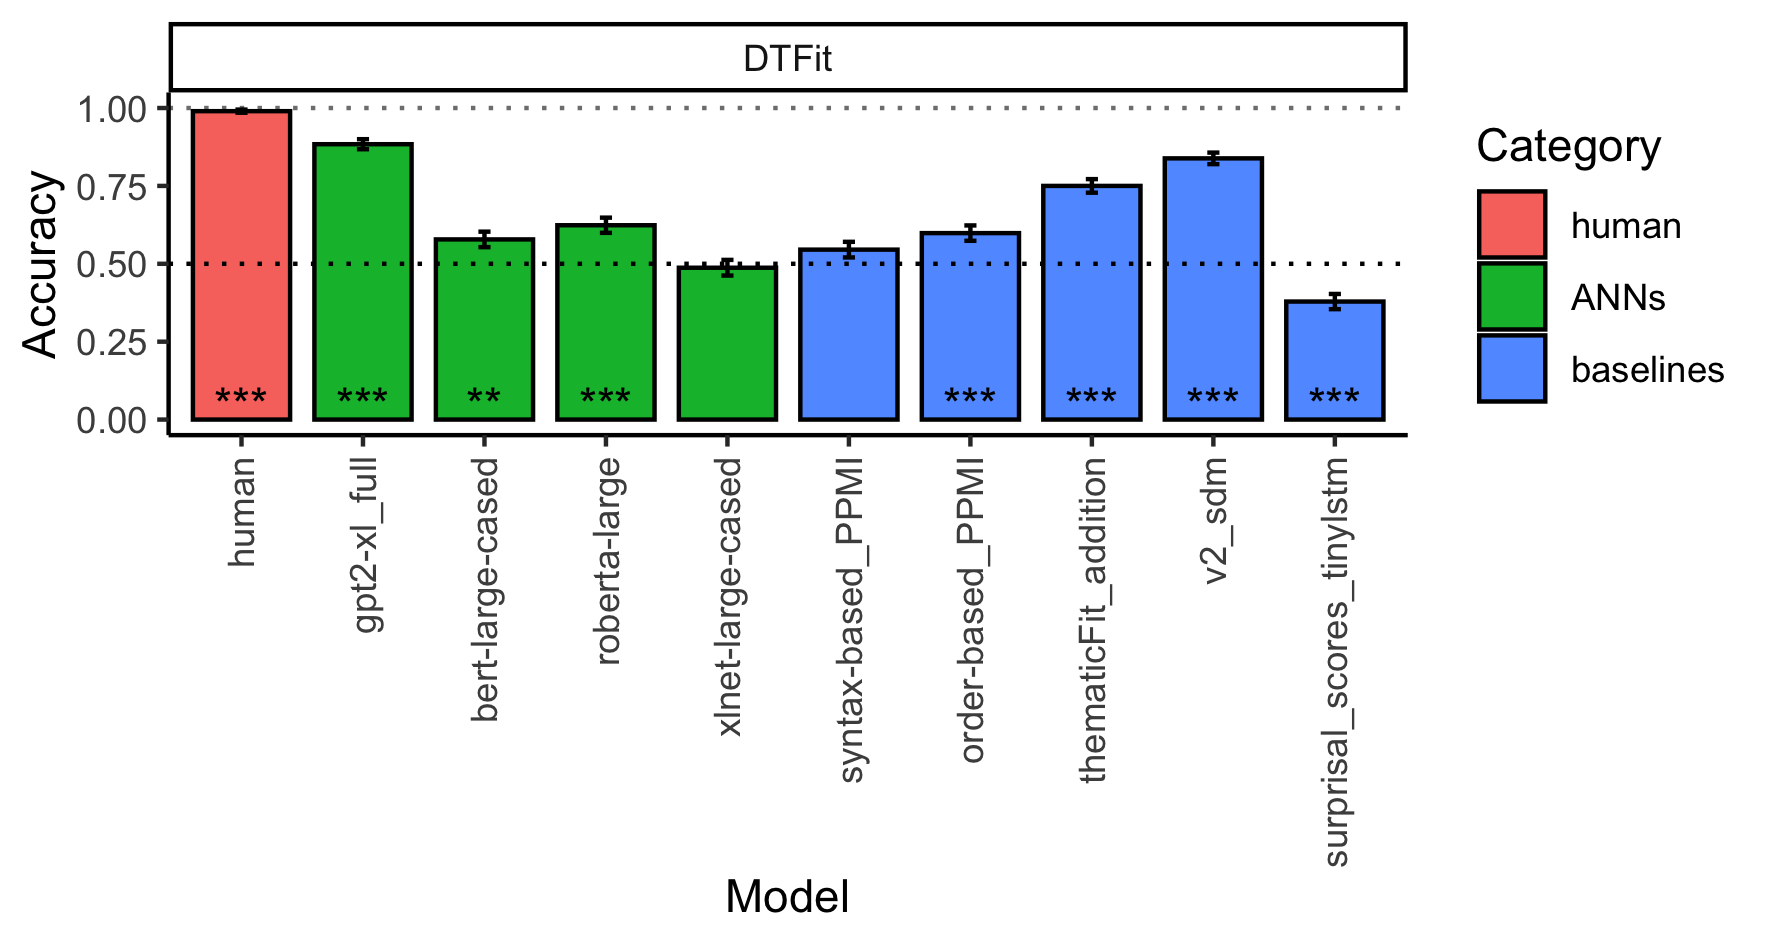 DTFit
Accuracy
1.00
0.75
0.50
0.25
0.00
*** *** ** *** *** *** *** ***
human
gpt2-xl_full
bert-large-cased
roberta-large
xlnet-large-cased
syntax-based_PPMI
order-based_PPMI
thematicFit_addition
v2_sdm
surprisal_scores_tinylstm
Model
Category
human
ANNs
baselines